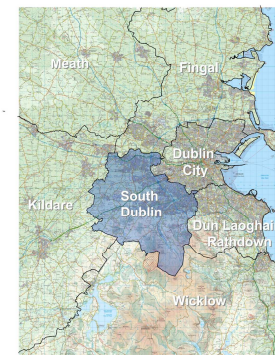 Meath
Fingal
Dublin
City
Kildare
South
Dublin
Dun Laoghai
Rathdown
Wicklow